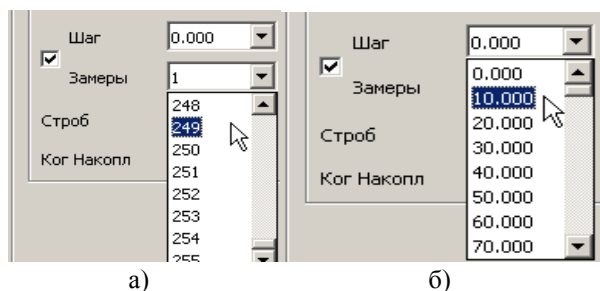 Шаг 0.000
Замеры 1
248
249
Строб
250
Ког Накопл
251
252
253
254
255
а)
Шаг 0.000
0.000
Замеры
10.000
20.000
Строб
30.000
40.000
Ког Накопл
50.000
60.000
70.000
б)